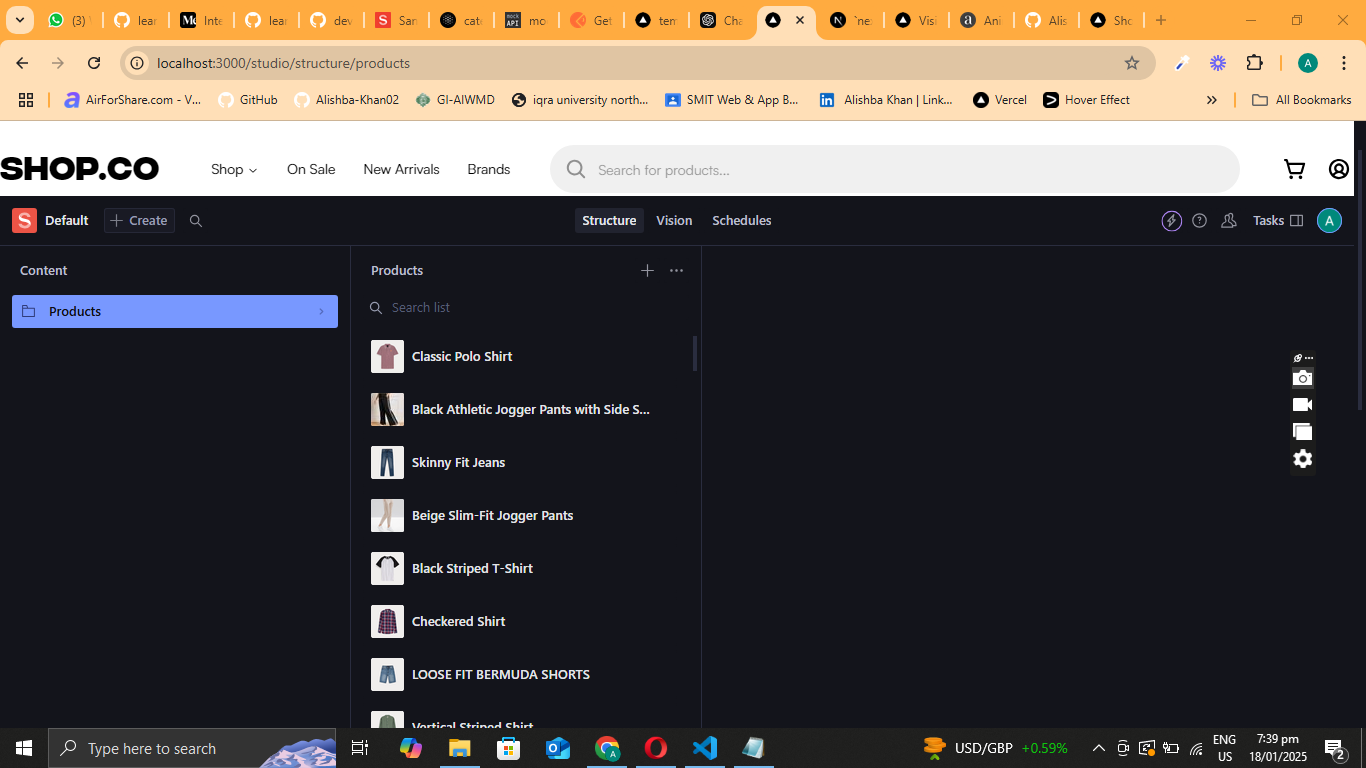 (3)
lear
Inte
lear
dev
San
cate
mo
Get
tem
Cha
`nex
Visi
Ani
Alis
Sho
localhost:3000/studio/structure/products
A
AirForShare.com - V...
GitHub
Alishba-Khan02
GI-AIWMD
iqra university north...
SMIT Web & App B...
Alishba Khan | Link...
Vercel
Hover Effect
All Bookmarks
SHOP.CO
Shop
On Sale
New Arrivals
Brands
Search for products...
S
Default
Create
Structure
Vision
Schedules
Tasks
A
Content
Products
Products
Search list
Classic Polo Shirt
Black Athletic Jogger Pants with Side S...
Skinny Fit Jeans
Beige Slim-Fit Jogger Pants
Black Striped T-Shirt
Checkered Shirt
LOOSE FIT BERMUDA SHORTS
Vertical Striped Shirt
Type here to search
USD/GBP +0.59%
ENG
US
7:39 pm
18/01/2025
2